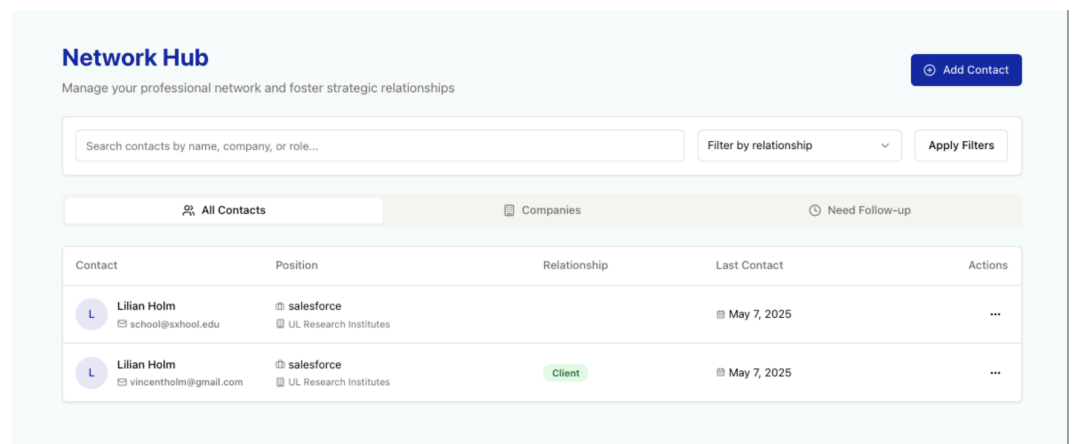 Network Hub
Manage your professional network and foster strategic relationships
Add Contact
Search contacts by name, company, or role...
Filter by relationship
Apply Filters
All Contacts
Companies
Need Follow-up
Contact Position Relationship Last Contact Actions
L
Lilian Holm
school@sxhool.edu
salesforce
UL Research Institutes
May 7, 2025
L
Lilian Holm
vincentholm@gmail.com
salesforce
UL Research Institutes
Client
May 7, 2025